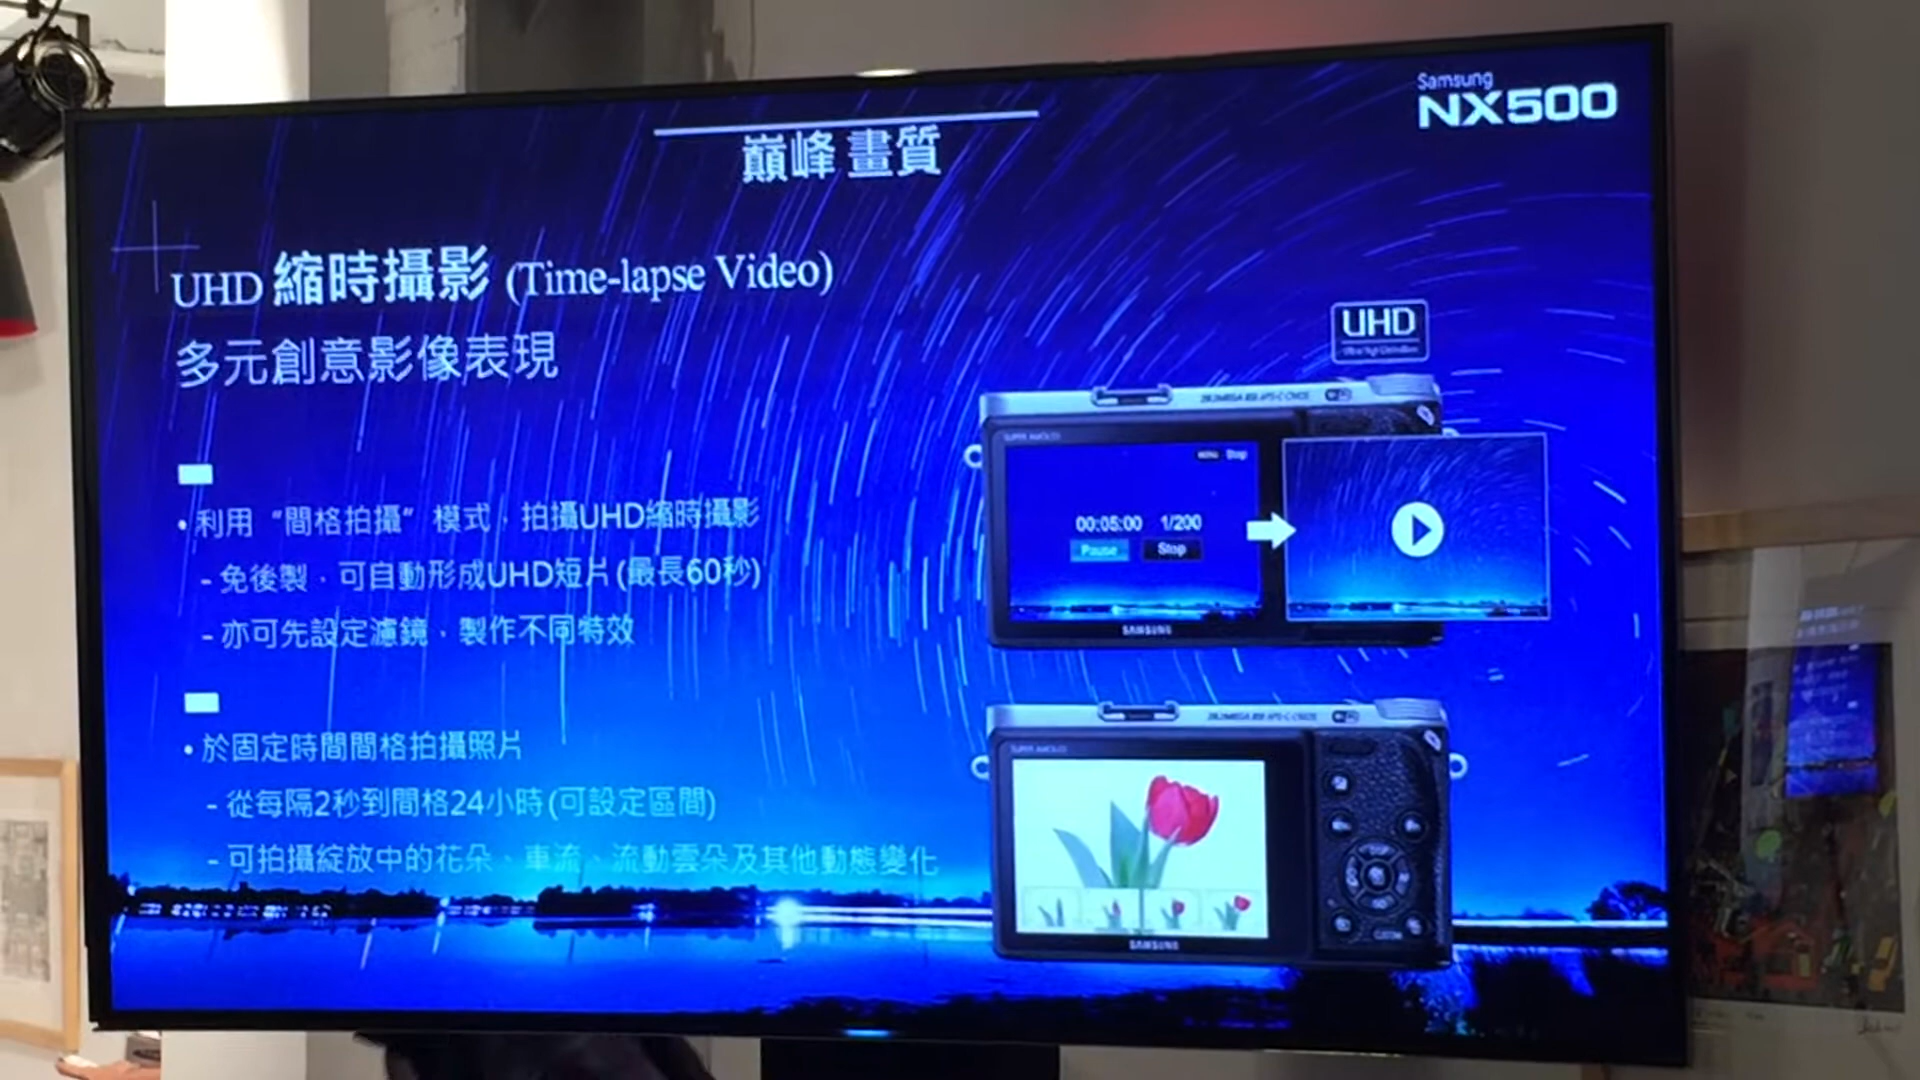 Samsung
NX500
巔峰 畫質
UHD 縮時攝影 (Time-lapse Video)
多元創意影像表現
UHD
• 利用 “間格拍攝” 模式，拍攝UHD縮時攝影
- 免後製，可自動形成UHD短片(最長60秒)
- 亦可先設定濾鏡，製作不同特效
MENU Stop
00:05:00 1/200
Pause Stop
SAMSUNG
• 於固定時間間格拍攝照片
- 從每隔2秒到間格24小時(可設定區間)
- 可拍攝綻放中的花朵、車流、流動雲朵及其他動態變化
SAMSUNG